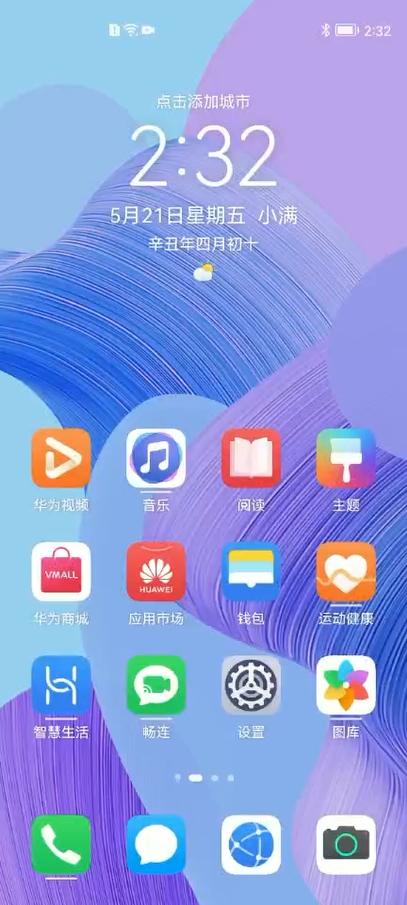 2:32
点击添加城市
2:32
5月21日星期五 小满
辛丑年四月初十
华为视频
音乐
阅读
主题
VMALL
HUAWEI
华为商城
应用市场
钱包
运动健康
智慧生活
畅连
设置
图库